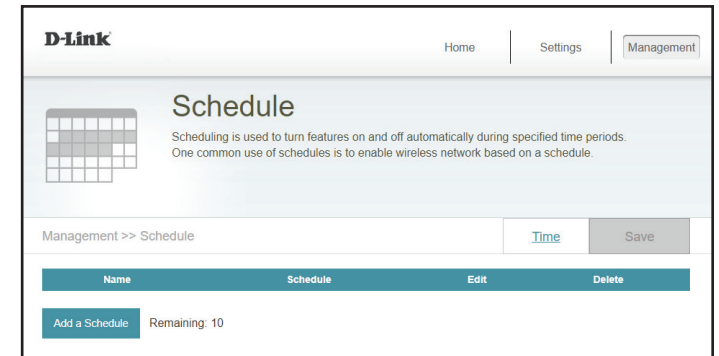 D-Link
Home Settings Management
Schedule
Scheduling is used to turn features on and off automatically during specified time periods.
One common use of schedules is to enable wireless network based on a schedule.
Management >> Schedule Time Save
Name Schedule Edit Delete
Add a Schedule Remaining: 10